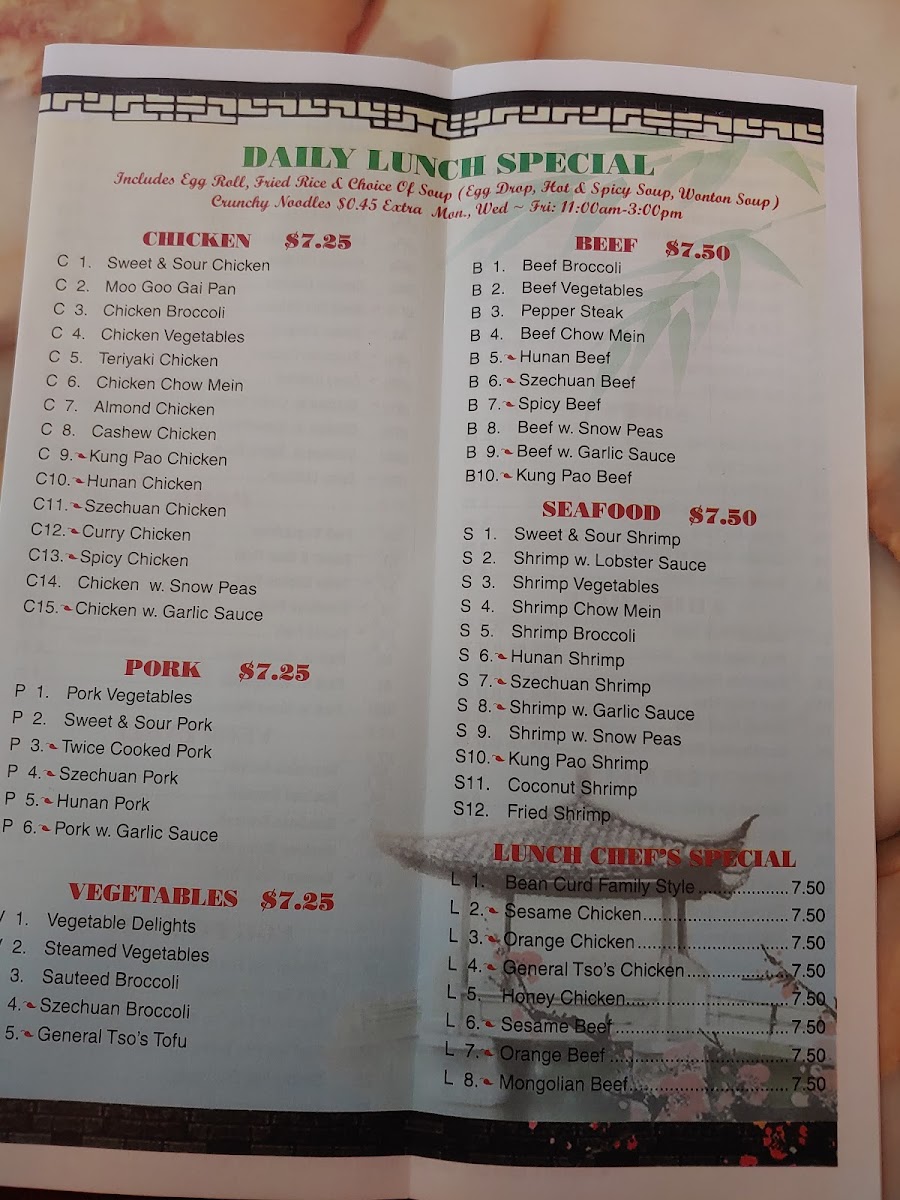 DAILY LUNCH SPECIAL
Includes Egg Roll, Fried Rice & Choice Of Soup (Egg Drop, Hot & Spicy Soup, Wonton Soup)
Crunchy Noodles $0.45 Extra Mon., Wed ~ Fri: 11:00am-3:00pm
CHICKEN $7.25
C 1. Sweet & Sour Chicken
C 2. Moo Goo Gai Pan
C 3. Chicken Broccoli
C 4. Chicken Vegetables
C 5. Teriyaki Chicken
C 6. Chicken Chow Mein
C 7. Almond Chicken
C 8. Cashew Chicken
C 9. Kung Pao Chicken
C10. Hunan Chicken
C11. Szechuan Chicken
C12. Curry Chicken
C13. Spicy Chicken
C14. Chicken w. Snow Peas
C15. Chicken w. Garlic Sauce
PORK $7.25
P 1. Pork Vegetables
P 2. Sweet & Sour Pork
P 3. Twice Cooked Pork
P 4. Szechuan Pork
P 5. Hunan Pork
P 6. Pork w. Garlic Sauce
VEGETABLES $7.25
1. Vegetable Delights
2. Steamed Vegetables
3. Sauteed Broccoli
4. Szechuan Broccoli
5. General Tso's Tofu
BEEF $7.50
B 1. Beef Broccoli
B 2. Beef Vegetables
B 3. Pepper Steak
B 4. Beef Chow Mein
B 5. Hunan Beef
B 6. Szechuan Beef
B 7. Spicy Beef
B 8. Beef w. Snow Peas
B 9. Beef w. Garlic Sauce
B10. Kung Pao Beef
SEAFOOD $7.50
S 1. Sweet & Sour Shrimp
S 2. Shrimp w. Lobster Sauce
S 3. Shrimp Vegetables
S 4. Shrimp Chow Mein
S 5. Shrimp Broccoli
S 6. Hunan Shrimp
S 7. Szechuan Shrimp
S 8. Shrimp w. Garlic Sauce
S 9. Shrimp w. Snow Peas
S10. Kung Pao Shrimp
S11. Coconut Shrimp
S12. Fried Shrimp
LUNCH CHEF'S SPECIAL
L 1. Bean Curd Family Style.................7.50
L 2. Sesame Chicken...........................7.50
L 3. Orange Chicken............................7.50
L 4. General Tso's Chicken...................7.50
L 5. Honey Chicken..............................7.50
L 6. Sesame Beef................................7.50
L 7. Orange Beef.................................7.50
L 8. Mongolian Beef.............................7.50